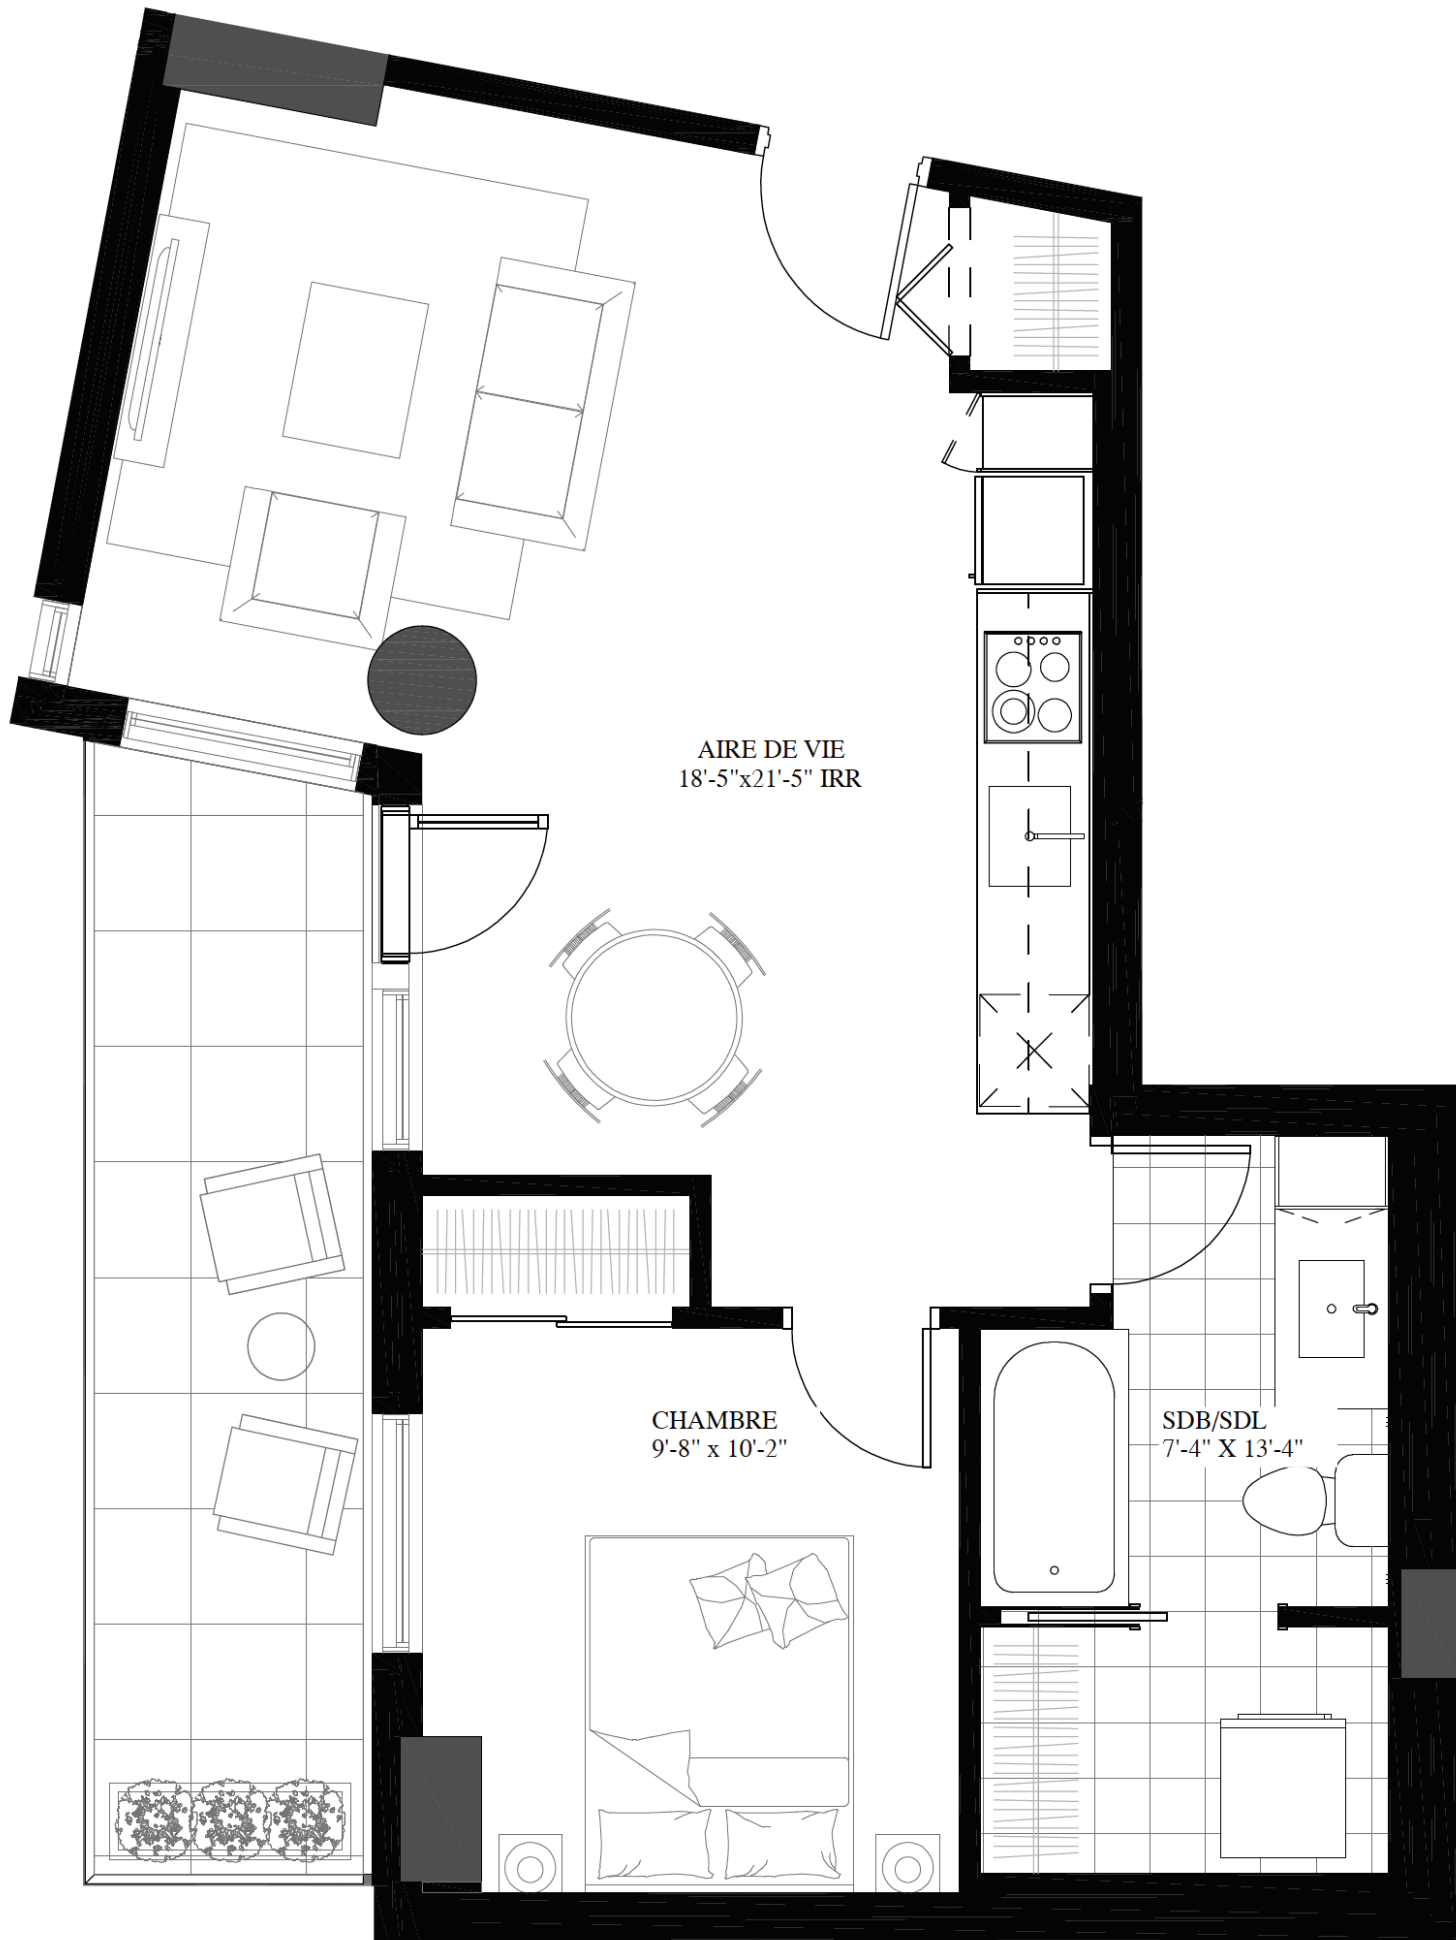 AIRE DE VIE
18'-5"x21'-5" IRR
CHAMBRE
9'-8" x 10'-2"
SDB/SDL
7'-4" X 13'-4"